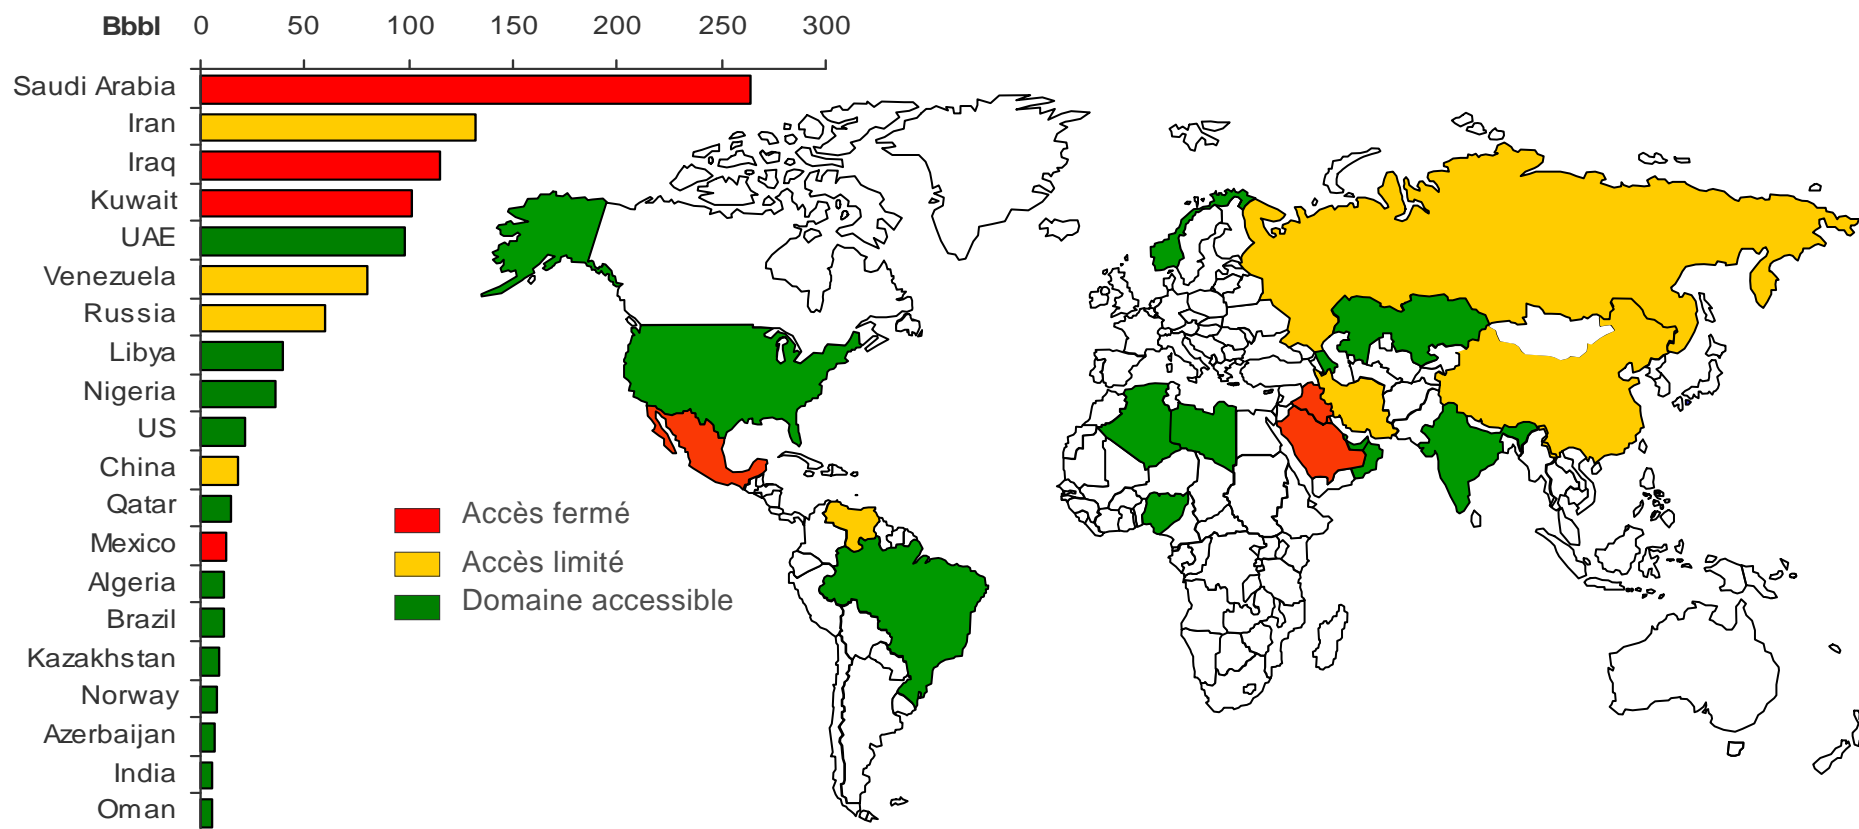 Bbbl 0 50 100 150 200 250 300
Saudi Arabia
Iran
Iraq
Kuwait
UAE
Venezuela
Russia
Libya
Nigeria
US
China
Qatar
Mexico
Algeria
Brazil
Kazakhstan
Norway
Azerbaijan
India
Oman
Accès fermé
Accès limité
Domaine accessible